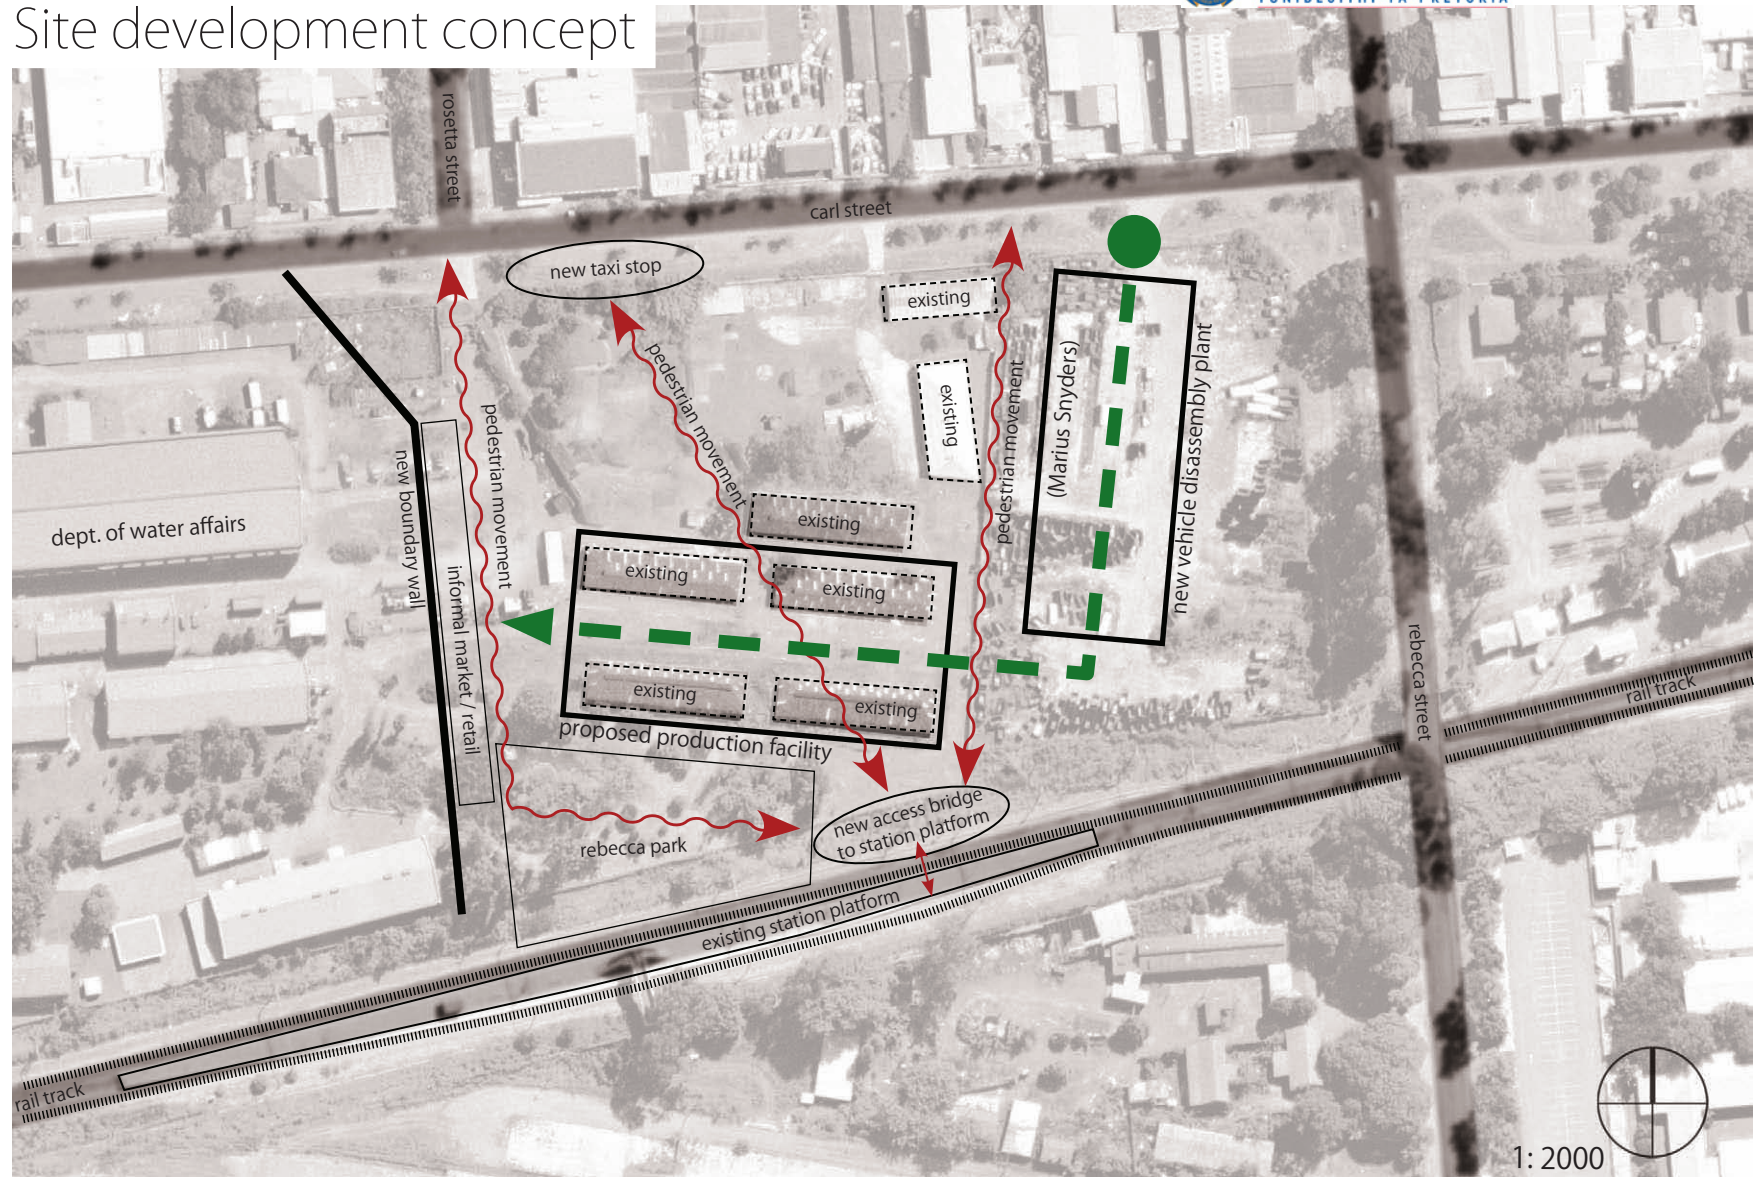 Site development concept
rosetta street
carl street
new taxi stop
existing
pedestrian movement
pedestrian movement
existing
pedestrian movement
(Marius Snyders)
new vehicle disassembly plant
pedestrian movement
new boundary wall
dept. of water affairs
informal market / retail
existing
existing
existing
existing
existing
proposed production facility
rebecca street
rail track
new access bridge
to station platform
rebecca park
existing station platform
rail track
1: 2000